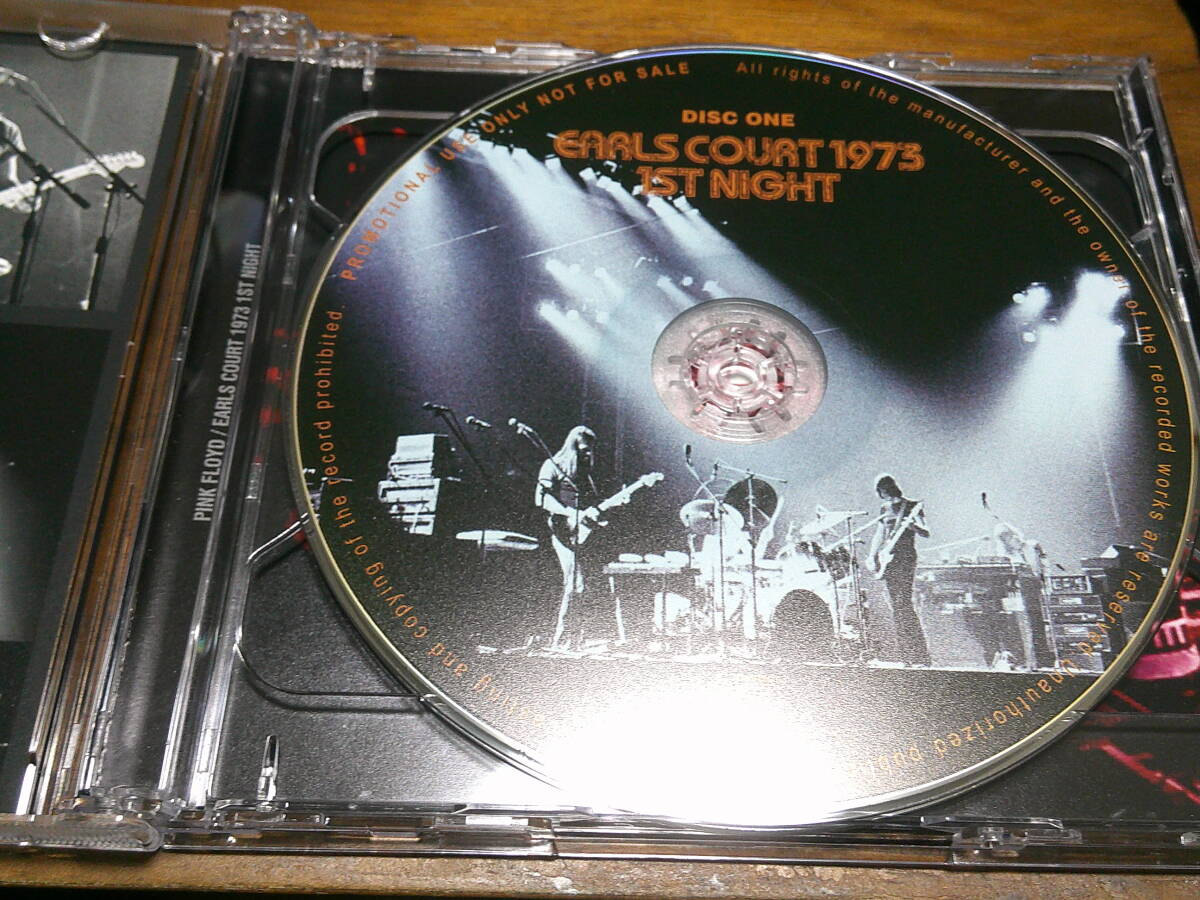 DISC ONE
EARLS COURT 1973
1ST NIGHT
PROMOTIONAL USE ONLY NOT FOR SALE
All rights of the manufacturer and the owner of the recorded works are reserved. Unauthorized
and copying of the record prohibited.
PINK FLOYD / EARLS COURT 1973 1ST NIGHT